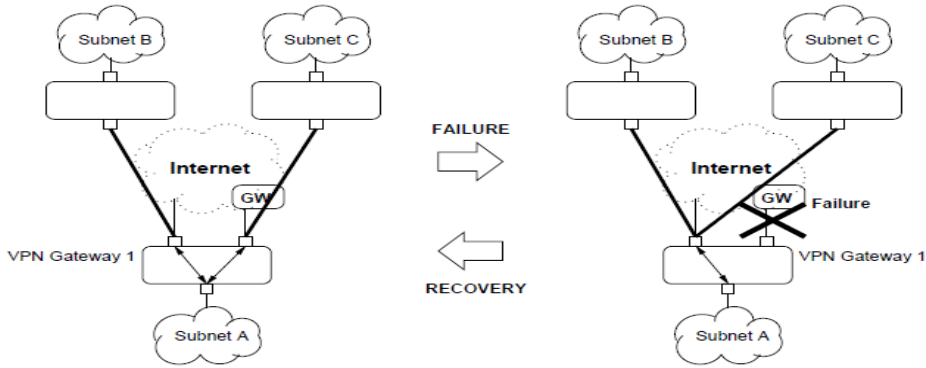 Subnet B
Subnet C
Internet
GW
VPN Gateway 1
Subnet A
FAILURE
RECOVERY
Subnet B
Subnet C
Internet
GW
Failure
VPN Gateway 1
Subnet A